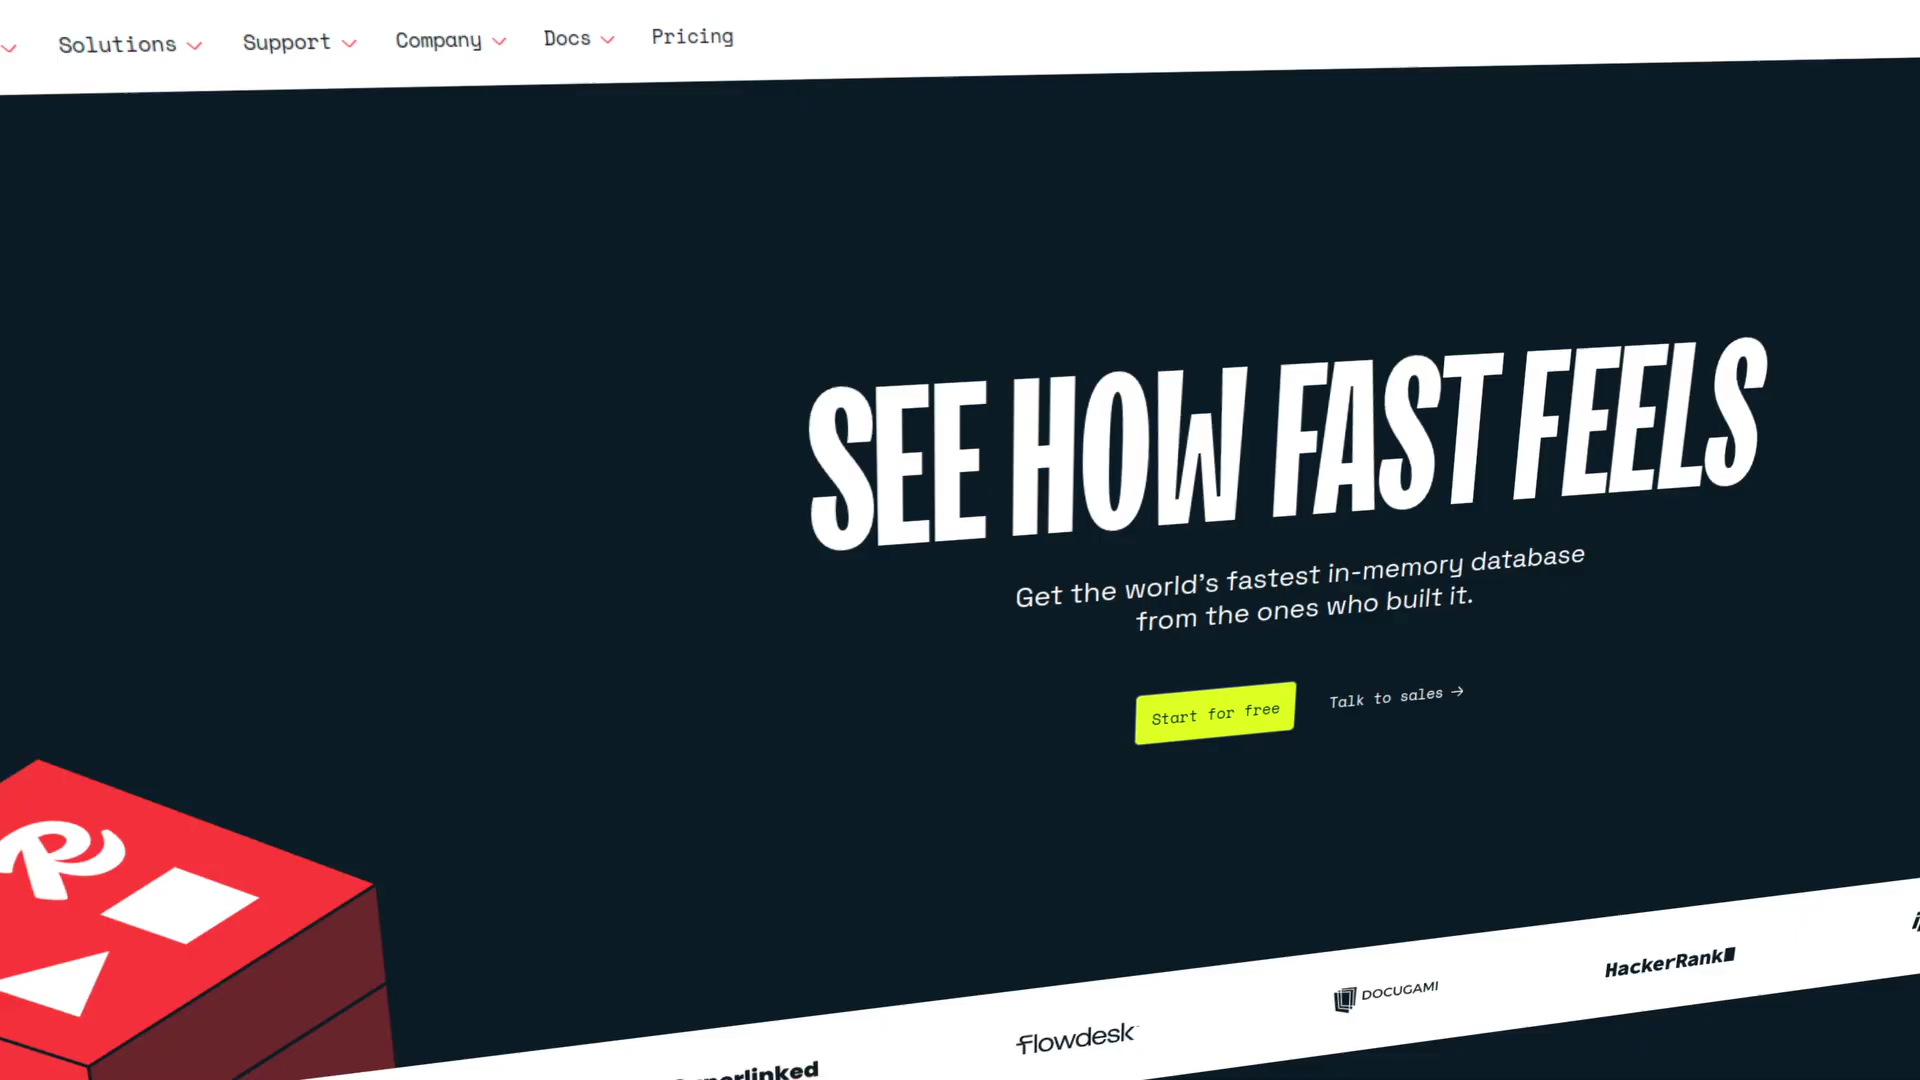 Solutions
Support
Company
Docs
Pricing
SEE HOW FAST FEELS
Get the world's fastest in-memory database
from the ones who built it.
Start for free
Talk to sales →
R
flowdesk
DOCUGAMI
HackerRank